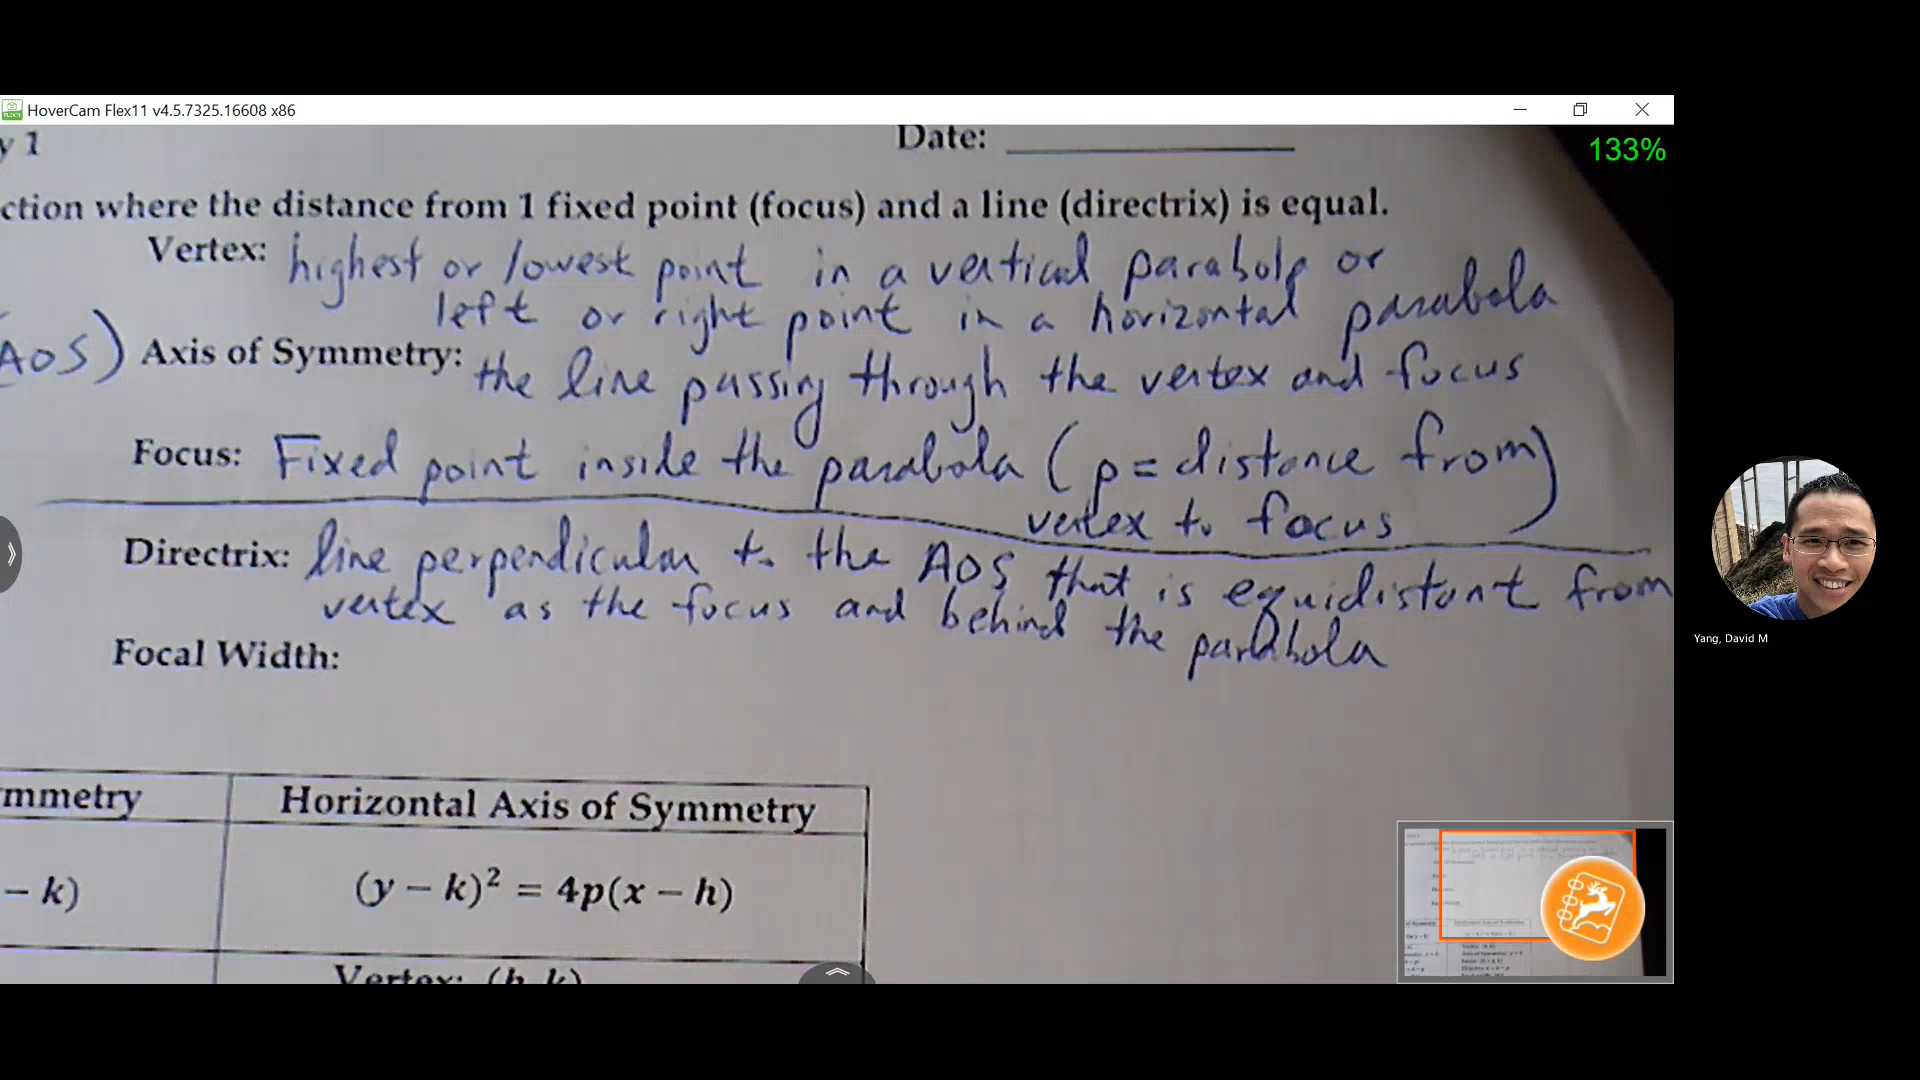 HoverCam Flex11 v4.5.7325.16608 x86
133%
y 1
Date:
ction where the distance from 1 fixed point (focus) and a line (directrix) is equal.
Vertex: highest or lowest point in a vertical parabola or
left or right point in a horizontal parabola
(AOS) Axis of Symmetry: the line passing through the vertex and focus
Focus: Fixed point inside the parabola (p = distance from)
vertex to focus
Directrix: line perpendicular to the AOS that is equidistant from
vertex as the focus and behind the parabola
Focal Width:
mmetry
Horizontal Axis of Symmetry
– k)
(y – k)² = 4p(x – h)
Vertex: (h, k)
Yang, David M